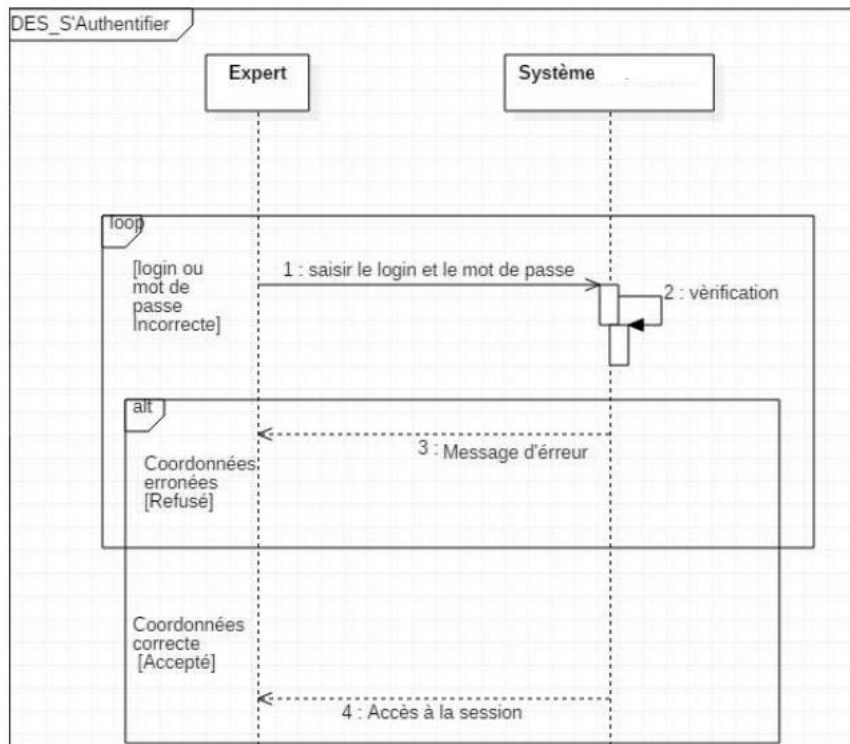 DES_S'Authentifier
Expert
Système
loop
[login ou
mot de
passe
Incorrecte]
1 : saisir le login et le mot de passe
2 : vèrification
alt
3 : Message d'érreur
Coordonnées
erronées
[Refusé]
Coordonnées
correcte
[Accepté]
4 : Accès à la session